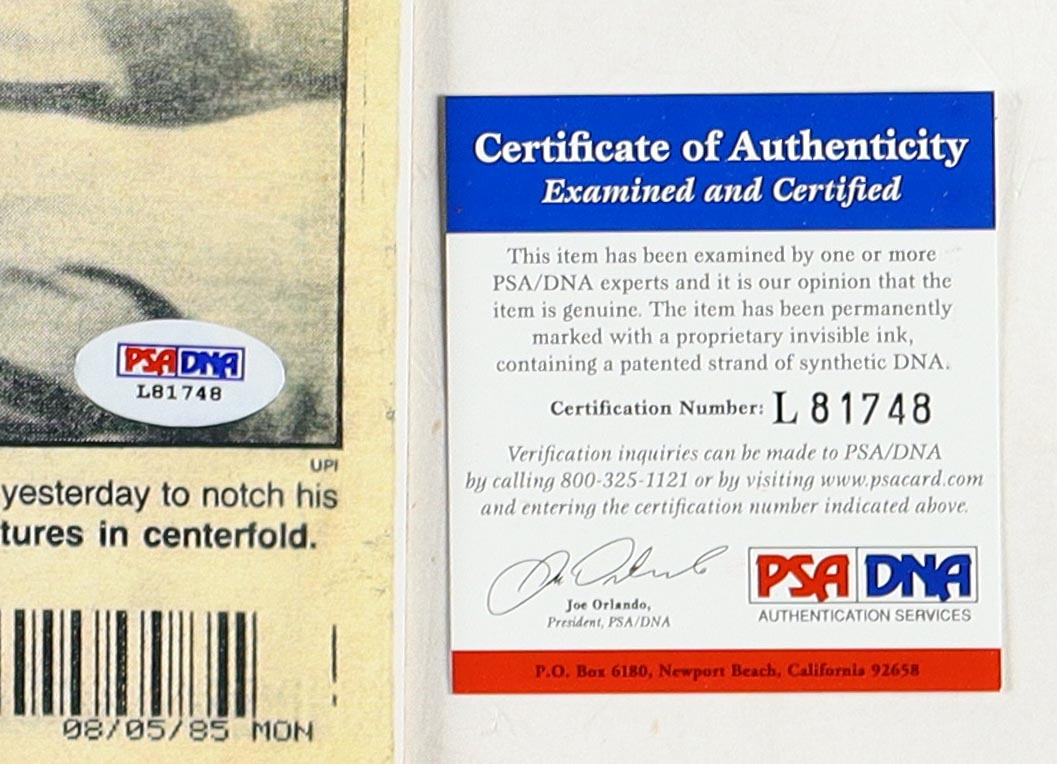 PSA DNA
L81748
UPI
yesterday to notch his
tures in centerfold.
08/05/85 MON
Certificate of Authenticity
Examined and Certified
This item has been examined by one or more
PSA/DNA experts and it is our opinion that the
item is genuine. The item has been permanently
marked with a proprietary invisible ink,
containing a patented strand of synthetic DNA.
Certification Number: L81748
Verification inquiries can be made to PSA/DNA
by calling 800-325-1121 or by visiting www.psacard.com
and entering the certification number indicated above.
Joe Orlando,
President, PSA/DNA
PSA DNA
AUTHENTICATION SERVICES
P.O. Box 6180, Newport Beach, California 92658